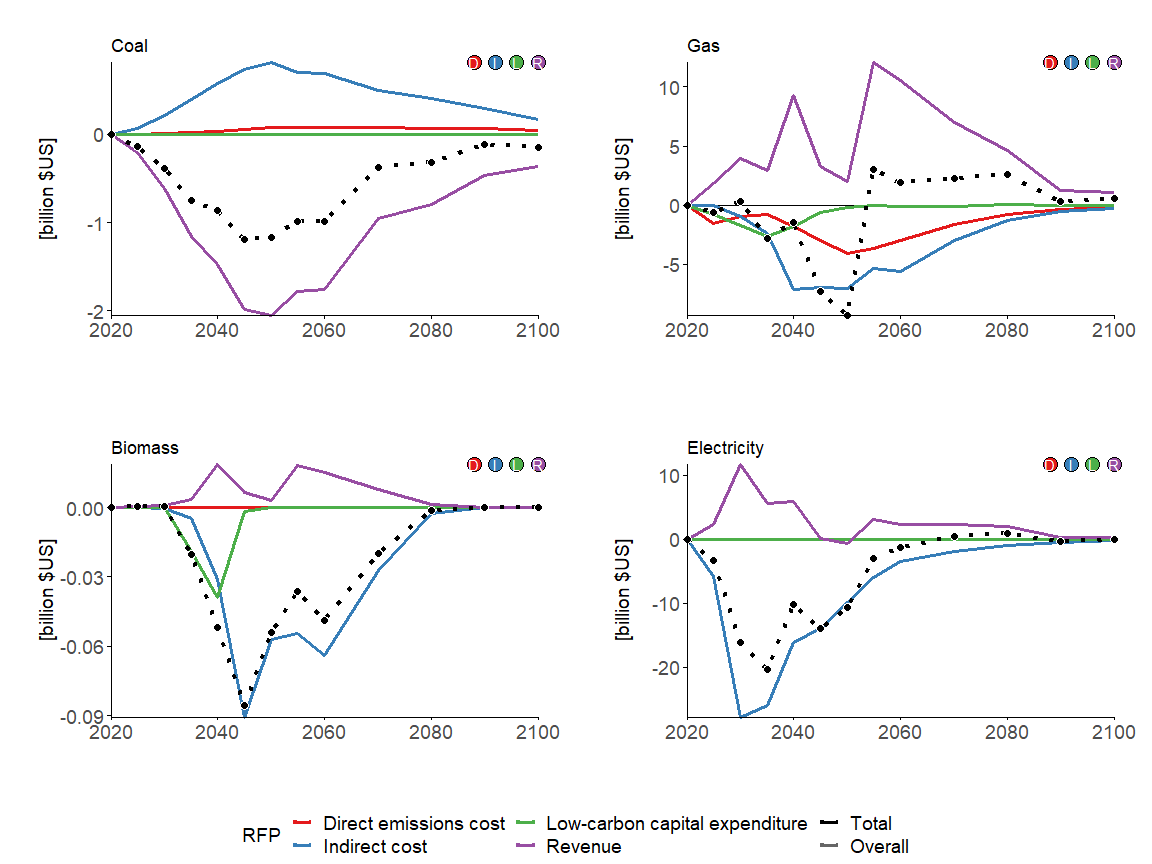 Coal
D I L R
[billion $US]
0
-1
-2
2020 2040 2060 2080 2100
Gas
D I L R
[billion $US]
10
5
0
-5
2020 2040 2060 2080 2100
Biomass
D I L R
[billion $US]
0.00
-0.03
-0.06
-0.09
2020 2040 2060 2080 2100
Electricity
D I L R
[billion $US]
10
0
-10
-20
2020 2040 2060 2080 2100
RFP
Direct emissions cost Low-carbon capital expenditure Total
Indirect cost Revenue Overall